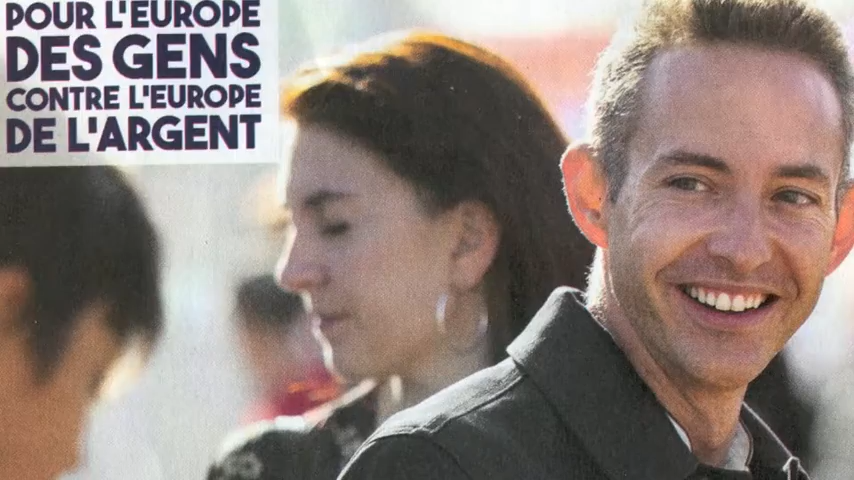 POUR L'EUROPE
DES GENS
CONTRE L'EUROPE
DE L'ARGENT